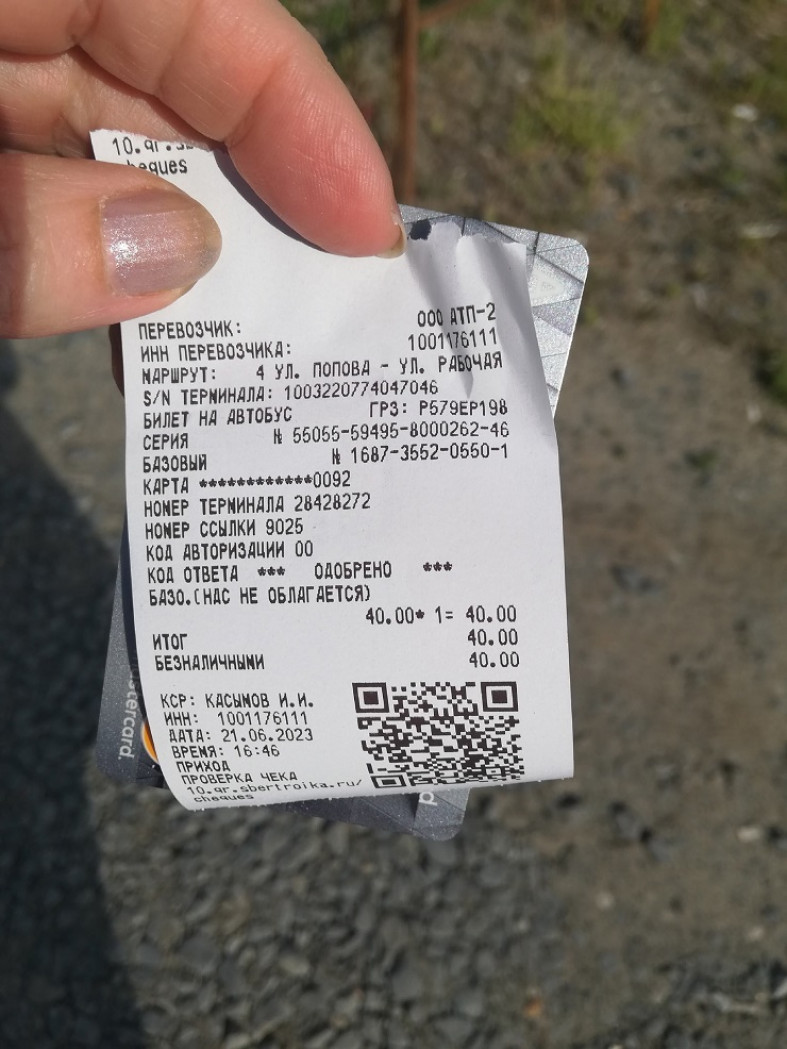 10.qr.sb
cheques
ПЕРЕВОЗЧИК: ООО АТП-2
ИНН ПЕРЕВОЗЧИКА: 1001176111
МАРШРУТ: 4 УЛ. ПОПОВА - УЛ. РАБОЧАЯ
S/N ТЕРМИНАЛА: 1003220774047046
БИЛЕТ НА АВТОБУС ГРЗ: Р579ЕР198
СЕРИЯ № 55055-59495-8000262-46
БАЗОВЫЙ № 1687-3552-0550-1
КАРТА ************0092
НОМЕР ТЕРМИНАЛА 28428272
НОМЕР ССЫЛКИ 9025
КОД АВТОРИЗАЦИИ 00
КОД ОТВЕТА *** ОДОБРЕНО ***
БАЗО.(НДС НЕ ОБЛАГАЕТСЯ)
40.00* 1= 40.00
ИТОГ 40.00
БЕЗНАЛИЧНЫМИ 40.00
КСР: КАСЫМОВ И.И.
ИНН: 1001176111
ДАТА: 21.06.2023
ВРЕМЯ: 16:46
ПРИХОД
ПРОВЕРКА ЧЕКА
10.qr.sbertroika.ru/
cheques
mastercard.